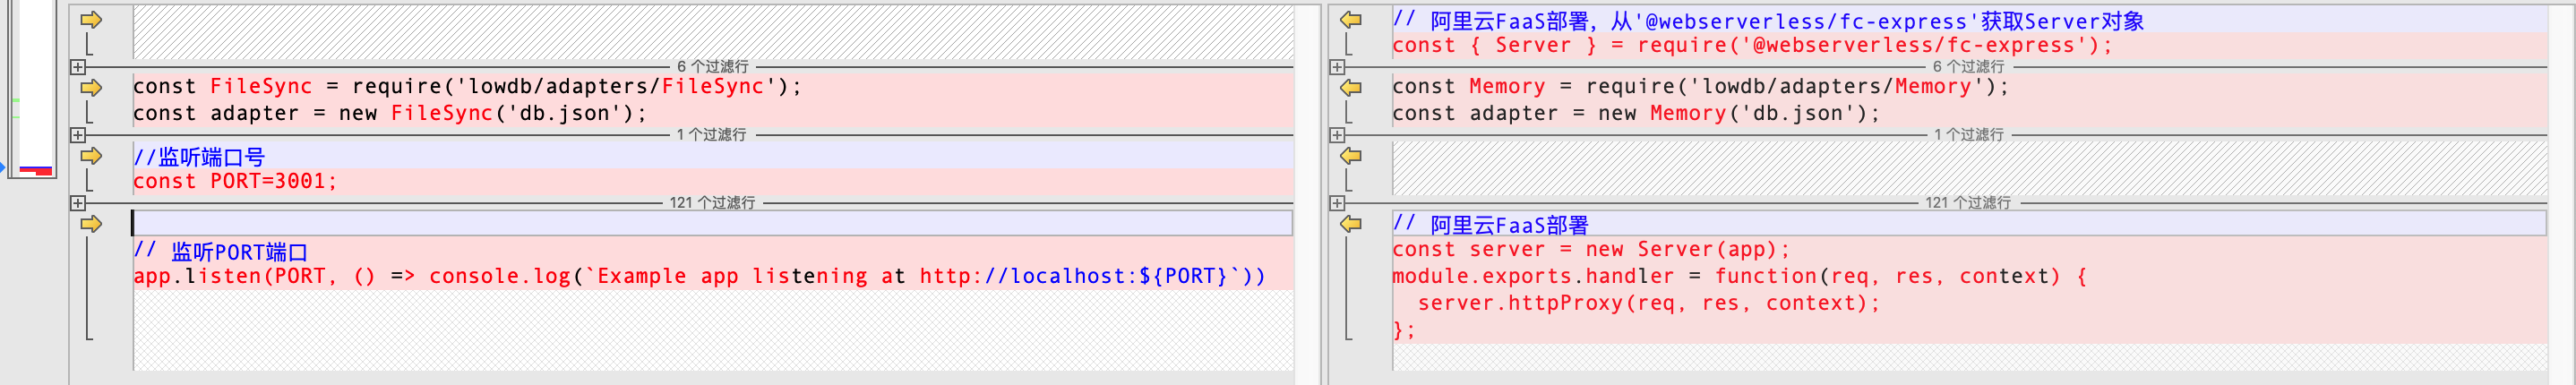 6 个过滤行
const FileSync = require('lowdb/adapters/FileSync');
const adapter = new FileSync('db.json');
1 个过滤行
//监听端口号
const PORT=3001;
121 个过滤行
// 监听PORT端口
app.listen(PORT, () => console.log(`Example app listening at http://localhost:${PORT}`))
// 阿里云FaaS部署，从'@webserverless/fc-express'获取Server对象
const { Server } = require('@webserverless/fc-express');
6 个过滤行
const Memory = require('lowdb/adapters/Memory');
const adapter = new Memory('db.json');
1 个过滤行
121 个过滤行
// 阿里云FaaS部署
const server = new Server(app);
module.exports.handler = function(req, res, context) {
  server.httpProxy(req, res, context);
};